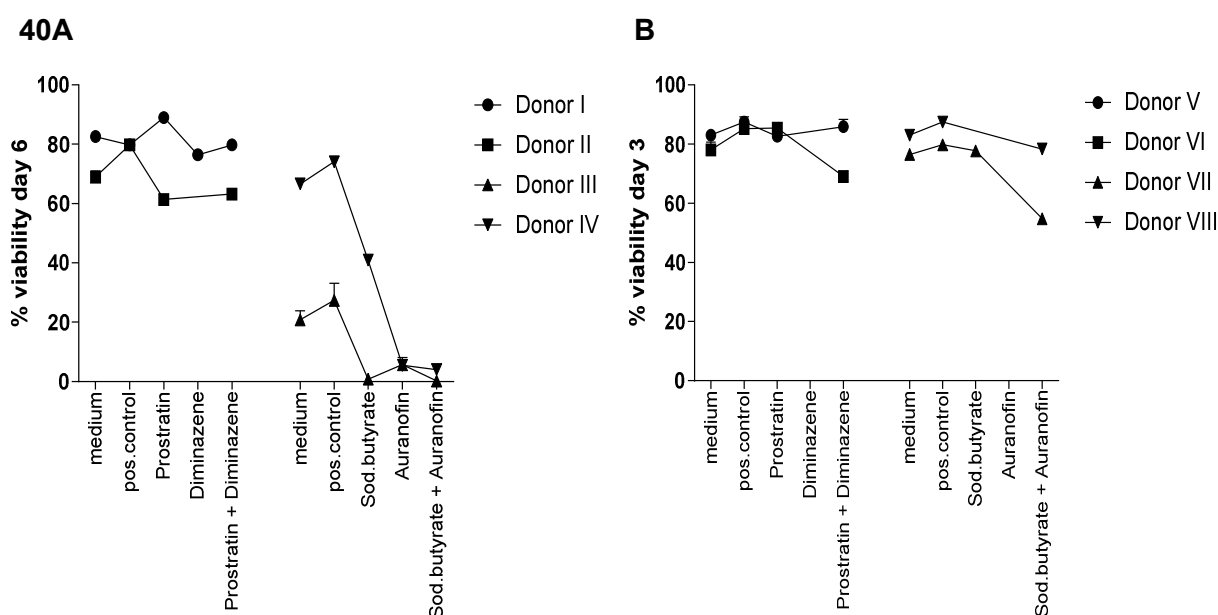 40A
% viability day 6
100
80
60
40
20
0
medium
pos.control
Prostratin
Diminazene
Prostratin + Diminazene
medium
pos.control
Sod.butyrate
Auranofin
Sod.butyrate + Auranofin
Donor I
Donor II
Donor III
Donor IV
B
% viability day 3
100
80
60
40
20
0
medium
pos.control
Prostratin
Diminazene
Prostratin + Diminazene
medium
pos.control
Sod.butyrate
Auranofin
Sod.butyrate + Auranofin
Donor V
Donor VI
Donor VII
Donor VIII